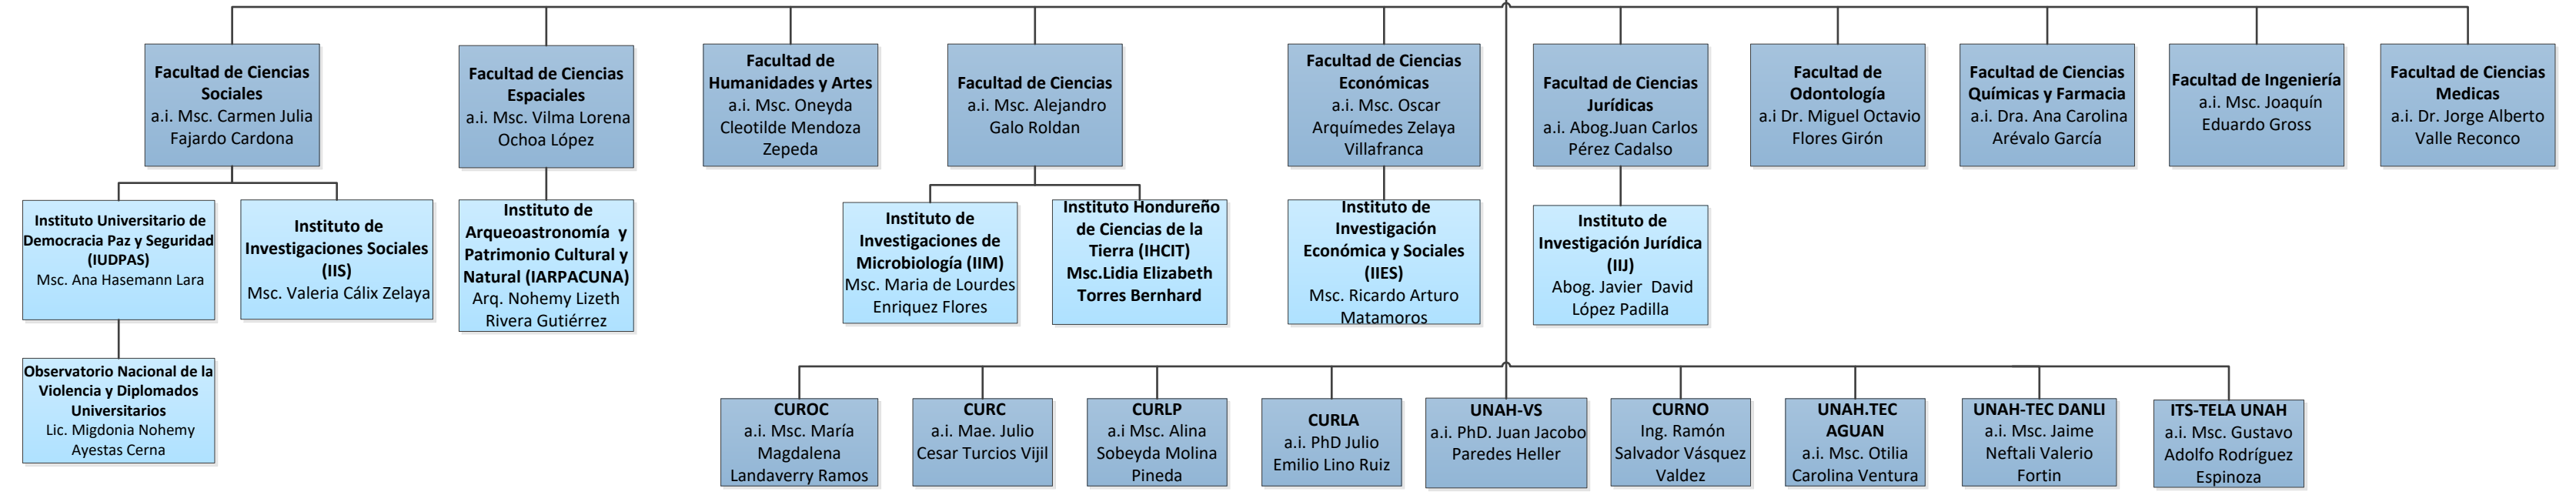 Facultad de Ciencias
Sociales
a.i. Msc. Carmen Julia
Fajardo Cardona
Facultad de Ciencias
Espaciales
a.i. Msc. Vilma Lorena
Ochoa López
Facultad de
Humanidades y Artes
a.i. Msc. Oneyda
Cleotilde Mendoza
Zepeda
Facultad de Ciencias
a.i. Msc. Alejandro
Galo Roldan
Facultad de Ciencias
Económicas
a.i. Msc. Oscar
Arquímedes Zelaya
Villafranca
Facultad de Ciencias
Jurídicas
a.i. Abog.Juan Carlos
Pérez Cadalso
Facultad de
Odontología
a.i Dr. Miguel Octavio
Flores Girón
Facultad de Ciencias
Químicas y Farmacia
a.i. Dra. Ana Carolina
Arévalo García
Facultad de Ingeniería
a.i. Msc. Joaquín
Eduardo Gross
Facultad de Ciencias
Medicas
a.i. Dr. Jorge Alberto
Valle Reconco
Instituto Universitario de
Democracia Paz y Seguridad
(IUDPAS)
Msc. Ana Hasemann Lara
Instituto de
Investigaciones Sociales
(IIS)
Msc. Valeria Cálix Zelaya
Instituto de
Arqueoastronomía y
Patrimonio Cultural y
Natural (IARPACUNA)
Arq. Nohemy Lizeth
Rivera Gutiérrez
Instituto de
Investigaciones de
Microbiología (IIM)
Msc. Maria de Lourdes
Enriquez Flores
Instituto Hondureño
de Ciencias de la
Tierra (IHCIT)
Msc.Lidia Elizabeth
Torres Bernhard
Instituto de
Investigación
Económica y Sociales
(IIES)
Msc. Ricardo Arturo
Matamoros
Instituto de
Investigación Jurídica
(IIJ)
Abog. Javier David
López Padilla
Observatorio Nacional de la
Violencia y Diplomados
Universitarios
Lic. Migdonia Nohemy
Ayestas Cerna
CUROC
a.i. Msc. María
Magdalena
Landaverry Ramos
CURC
a.i. Mae. Julio
Cesar Turcios Vijil
CURLP
a.i Msc. Alina
Sobeyda Molina
Pineda
CURLA
a.i. PhD Julio
Emilio Lino Ruiz
UNAH-VS
a.i. PhD. Juan Jacobo
Paredes Heller
CURNO
Ing. Ramón
Salvador Vásquez
Valdez
UNAH.TEC
AGUAN
a.i. Msc. Otilia
Carolina Ventura
UNAH-TEC DANLI
a.i. Msc. Jaime
Neftali Valerio
Fortin
ITS-TELA UNAH
a.i. Msc. Gustavo
Adolfo Rodríguez
Espinoza